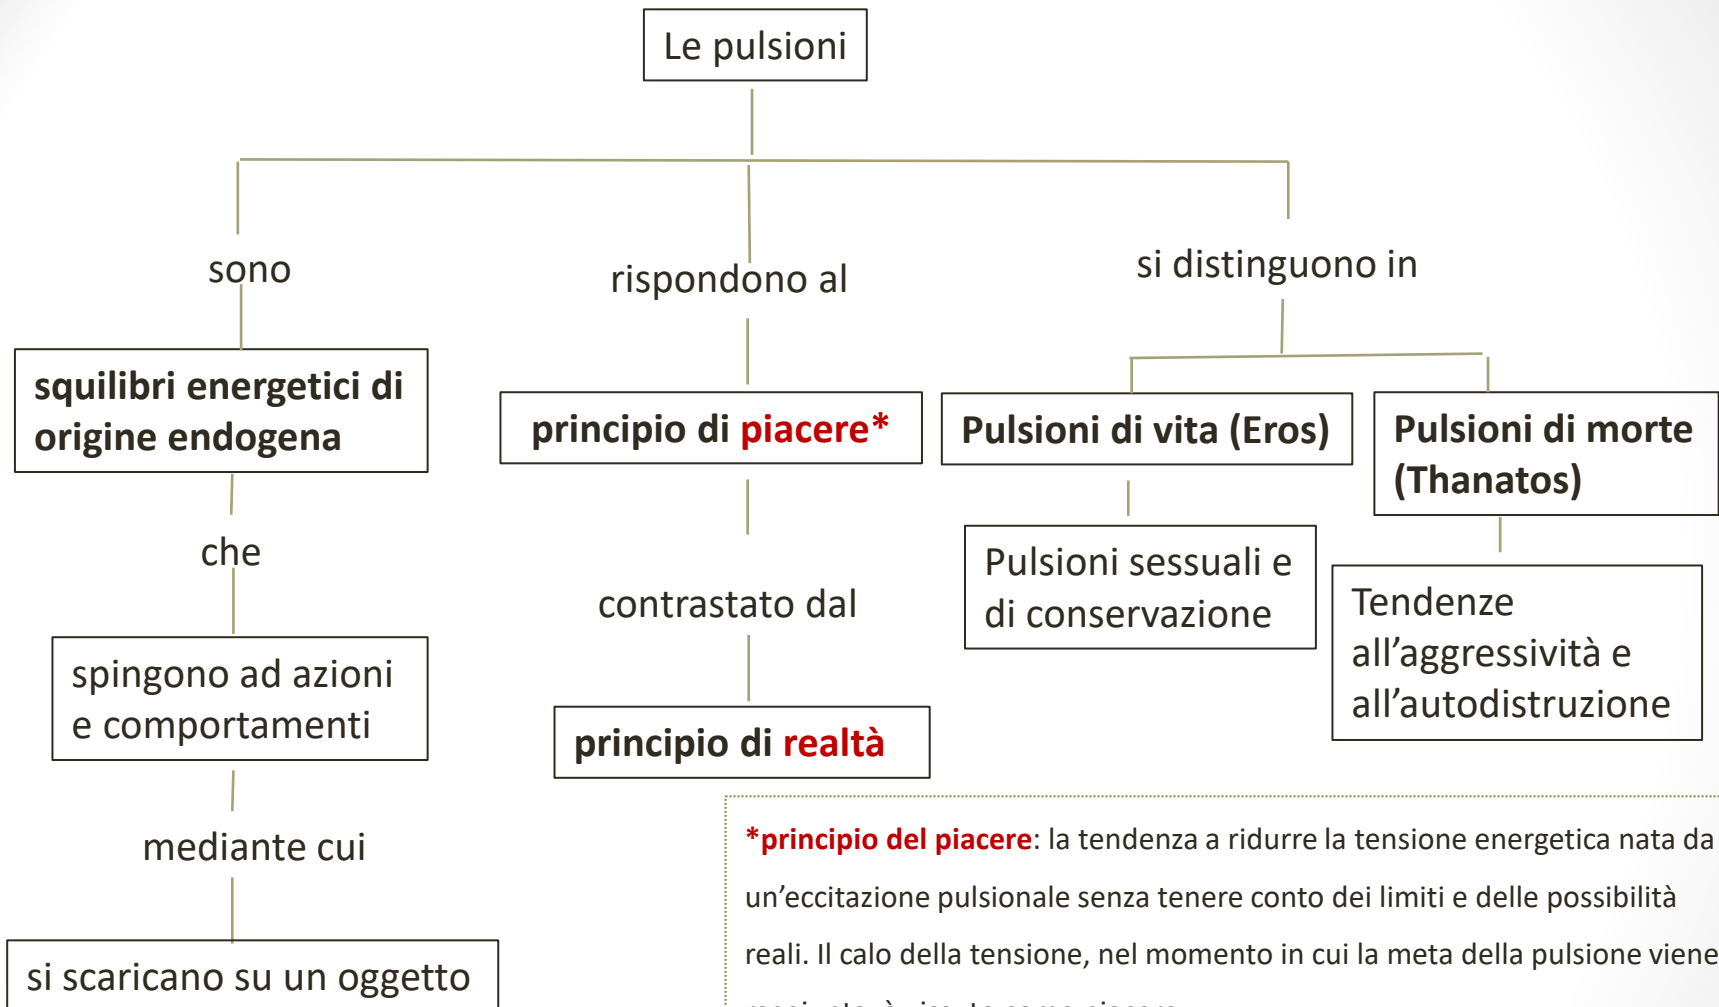 Le pulsioni
sono
rispondono al
si distinguono in
squilibri energetici di
origine endogena
principio di piacere*
Pulsioni di vita (Eros)
Pulsioni di morte
(Thanatos)
che
contrastato dal
Pulsioni sessuali e
di conservazione
Tendenze
all’aggressività e
all’autodistruzione
spingono ad azioni
e comportamenti
principio di realtà
mediante cui
si scaricano su un oggetto
*principio del piacere: la tendenza a ridurre la tensione energetica nata da
un’eccitazione pulsionale senza tenere conto dei limiti e delle possibilità
reali. Il calo della tensione, nel momento in cui la meta della pulsione viene